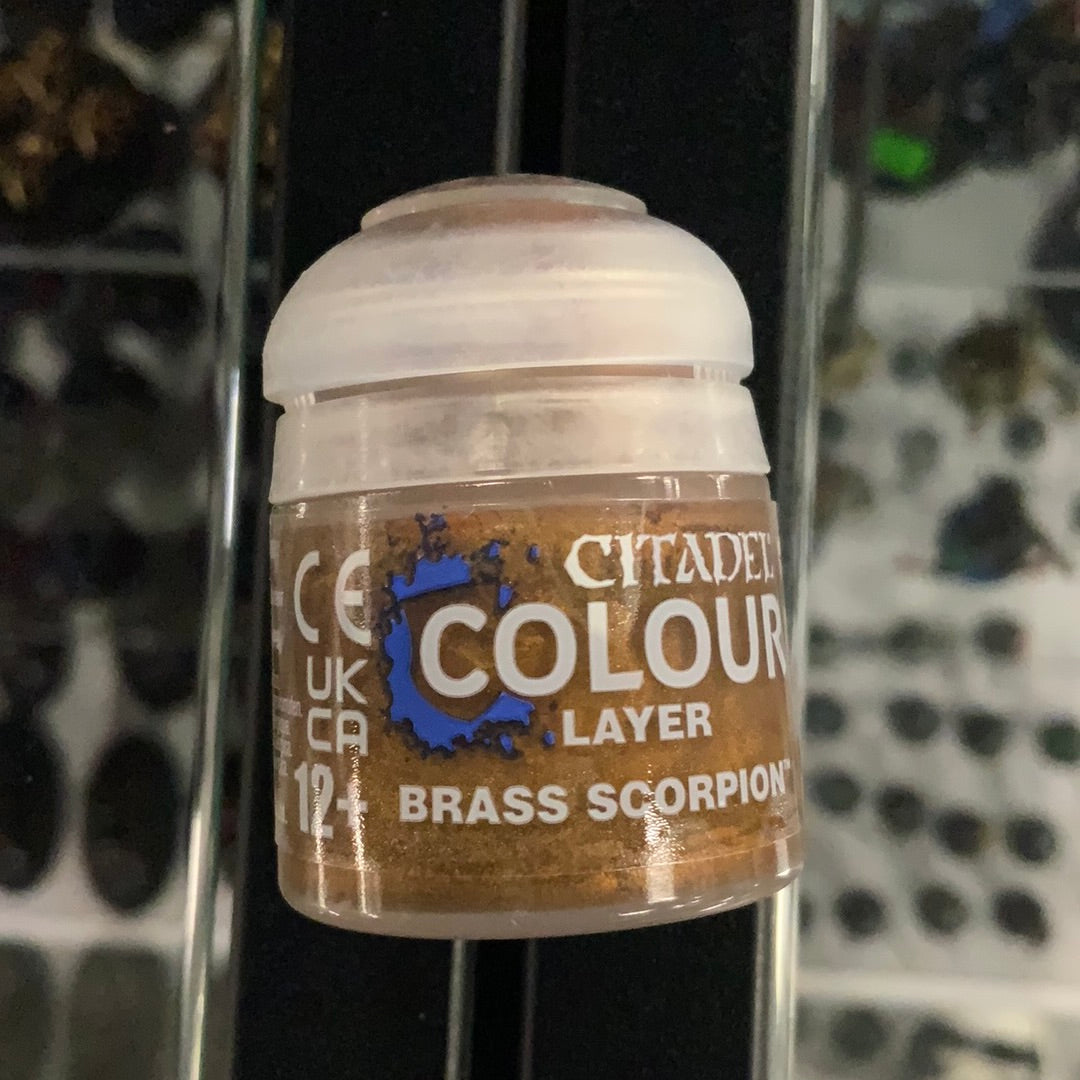 CE
UK
CA
12+
CITADEL
COLOUR
LAYER
BRASS SCORPION™